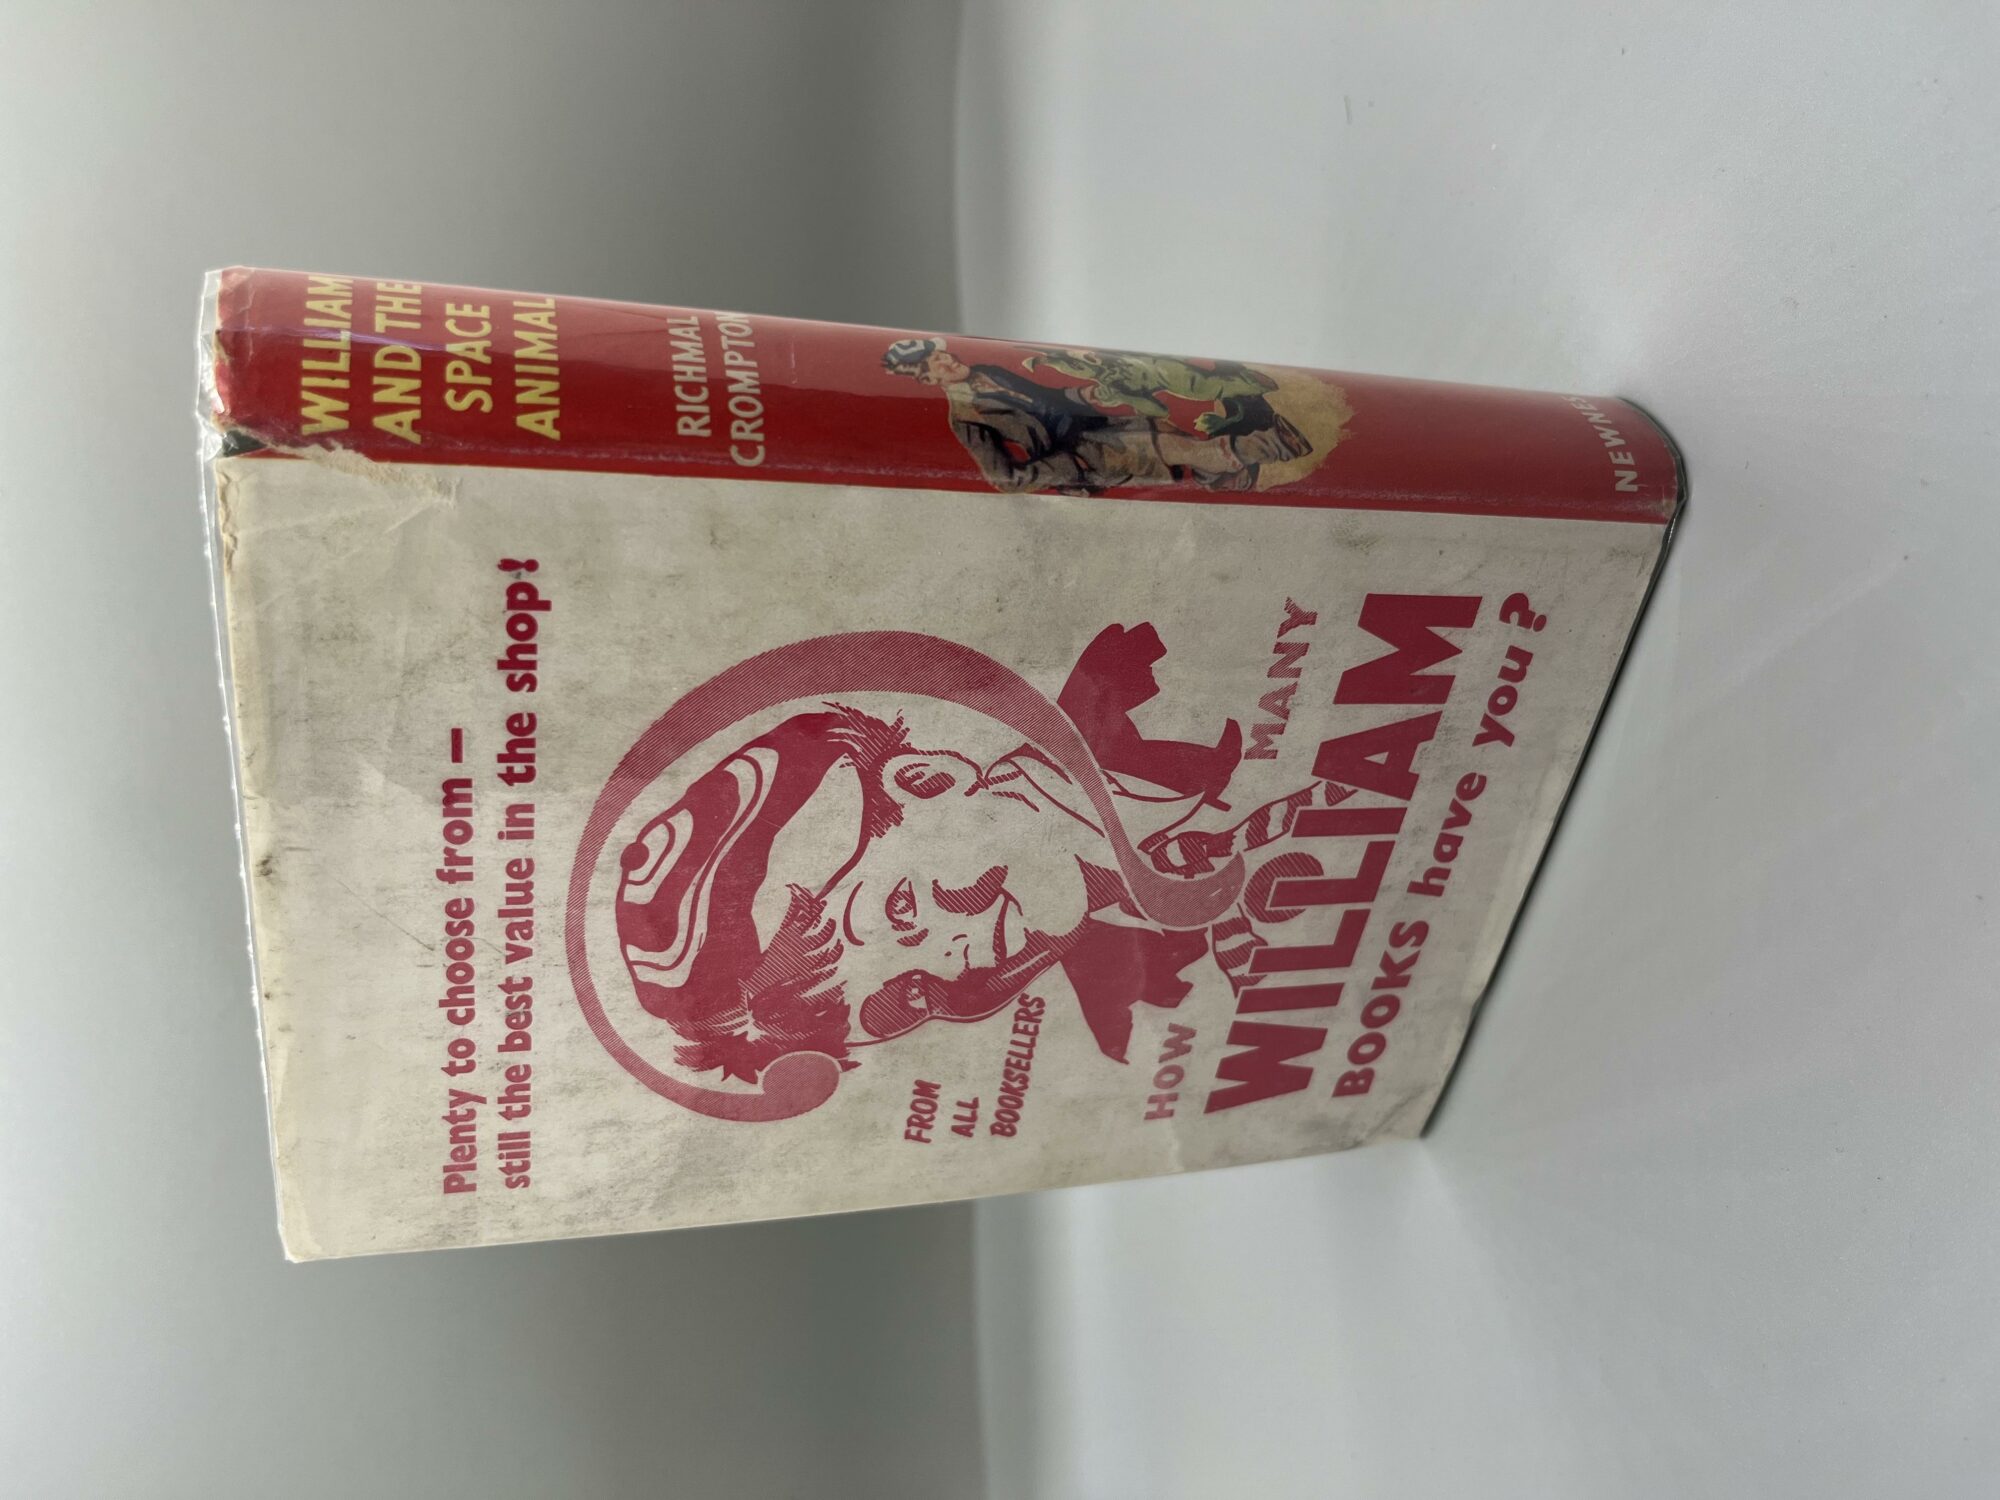 WILLIAM
AND THE
SPACE
ANIMAL
RICHMAL
CROMPTON
NEWNES
Plenty to choose from —
still the best value in the shop!
FROM
ALL
BOOKSELLERS
HOW MANY
WILLIAM
BOOKS have you?